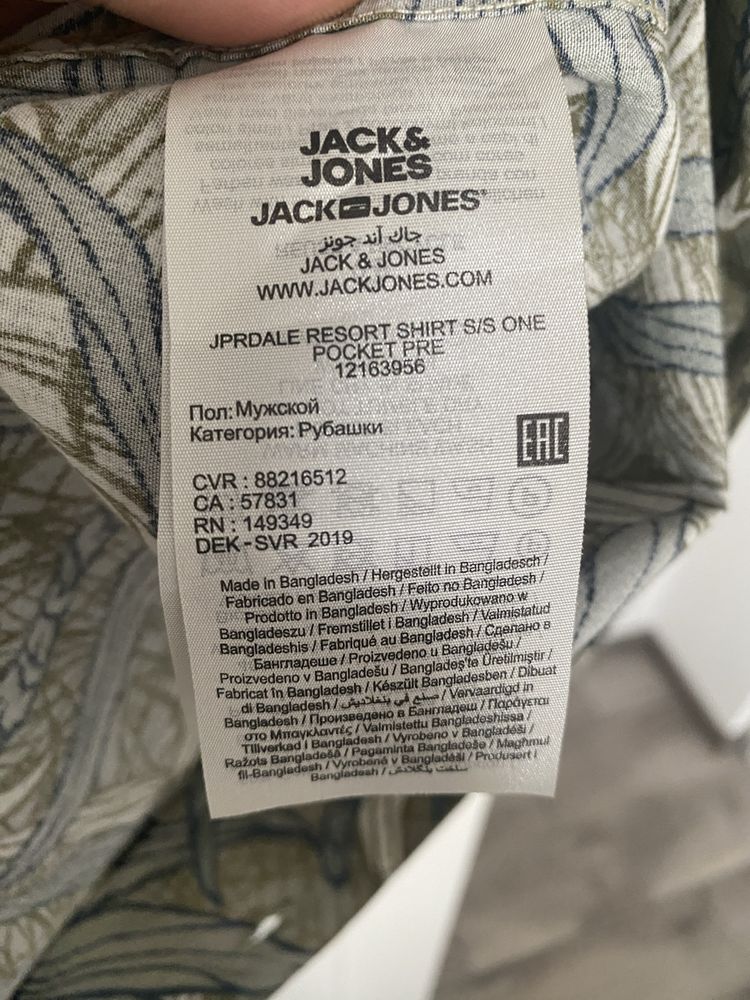 JACK&
JONES
JACK JONES®
جاك آند جونز
JACK & JONES
WWW.JACKJONES.COM
JPRDALE RESORT SHIRT S/S ONE
POCKET PRE
12163956
Пол: Мужской
Категория: Рубашки
EAC
CVR : 88216512
CA : 57831
RN : 149349
DEK-SVR 2019
Made in Bangladesh / Hergestellt in Bangladesch /
Fabricado en Bangladesh / Feito no Bangladesh /
Prodotto in Bangladesh / Wyprodukowano w
Bangladeszu / Fremstillet i Bangladesh / Valmistatud
Bangladeshis / Fabriqué au Bangladesh / Сделано в
Бангладеше / Proizvedeno u Bangladešu /
Proizvedeno v Bangladešu / Bangladeş'te Üretilmiştir /
Fabricat în Bangladesh / Készült Bangladesben / Dibuat
di Bangladesh / صنع في بنغلاديش / Vervaardigd in
Bangladesh / Произведено в Бангладеш / Παράγεται
στο Μπαγκλαντές / Valmistettu Bangladeshissa /
Tillverkad i Bangladesh / Vyrobeno v Bangladéši /
Ražots Bangladešā / Pagaminta Bangladeše / Magħmul
fil-Bangladesh / Vyrobené v Bangladéši / Produsert i
Bangladesh / ساخت بنگلادش